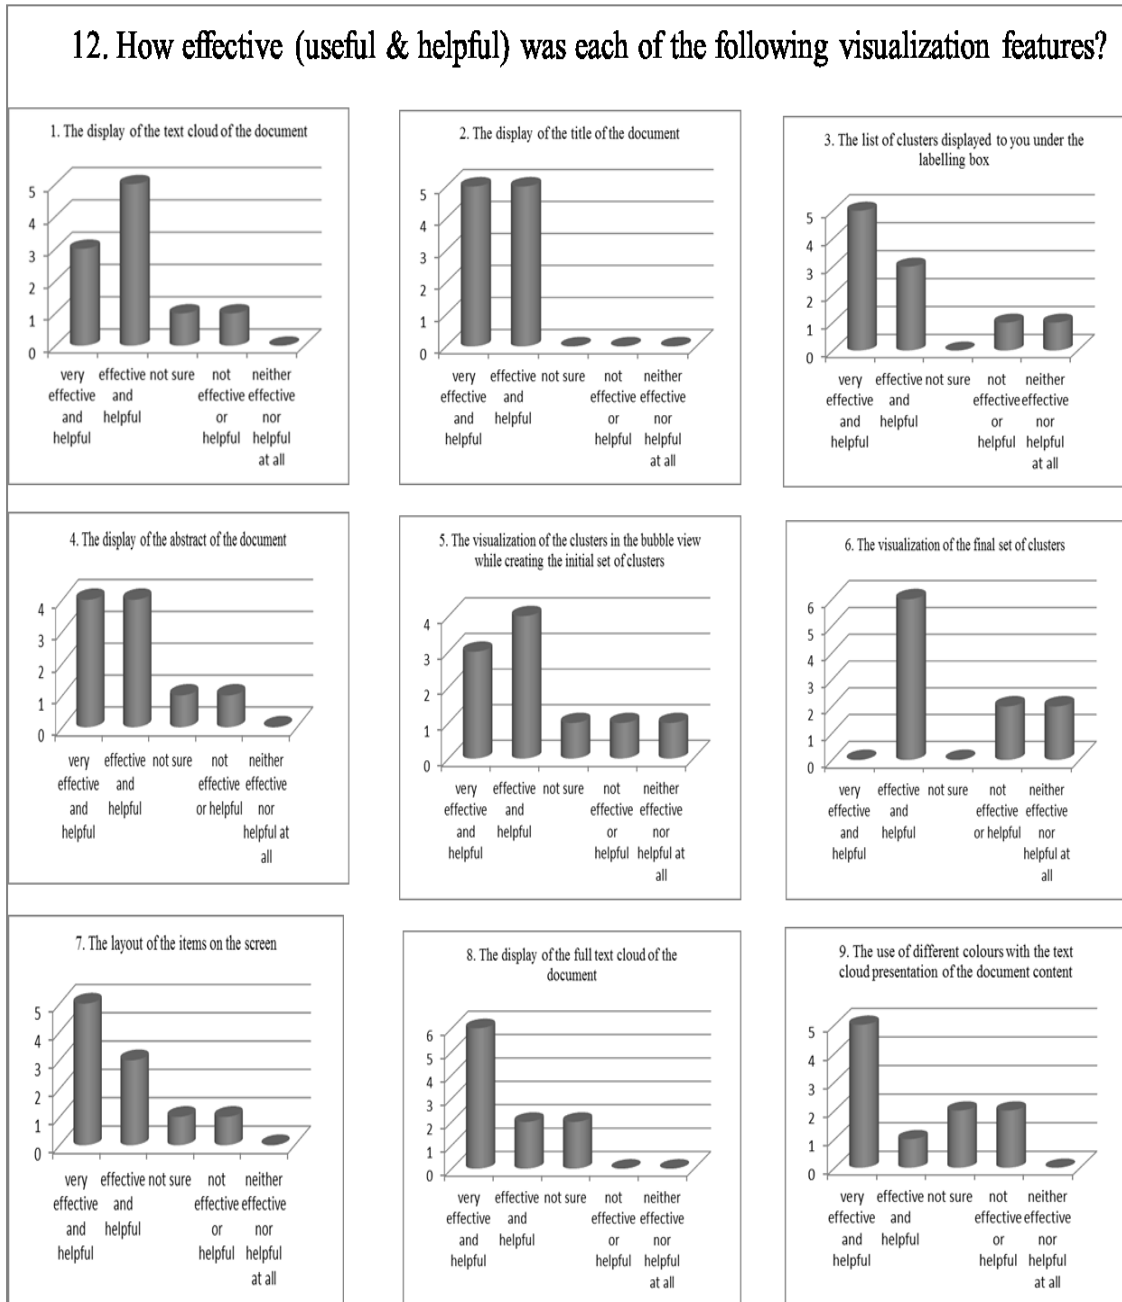 12. How effective (useful & helpful) was each of the following visualization features?
1. The display of the text cloud of the document
5
4
3
2
1
0
very effective not sure not neither
effective and effective effective
and helpful or nor
helpful helpful helpful
at all
2. The display of the title of the document
5
4
3
2
1
0
very effective not sure not neither
effective and effective effective
and helpful or nor
helpful helpful helpful
at all
3. The list of clusters displayed to you under the
labelling box
5
4
3
2
1
0
very effective not sure not neither
effective and effective effective
and helpful or nor
helpful helpful helpful
at all
4. The display of the abstract of the document
4
3
2
1
0
very effective not sure not neither
effective and effective effective
and helpful or helpful nor
helpful helpful at
all
5. The visualization of the clusters in the bubble view
while creating the initial set of clusters
4
3
2
1
0
very effective not sure not neither
effective and effective effective
and helpful or nor
helpful helpful helpful at
all
6. The visualization of the final set of clusters
6
5
4
3
2
1
0
very effective not sure not neither
effective and effective effective
and helpful or helpful nor
helpful helpful at
all
7. The layout of the items on the screen
5
4
3
2
1
0
very effective not sure not neither
effective and effective effective
and helpful or nor
helpful helpful helpful
at all
8. The display of the full text cloud of the
document
6
5
4
3
2
1
0
very effective not sure not neither
effective and effective effective
and helpful or nor
helpful helpful helpful
at all
9. The use of different colours with the text
cloud presentation of the document content
5
4
3
2
1
0
very effective not sure not neither
effective and effective effective
and helpful or nor
helpful helpful helpful
at all